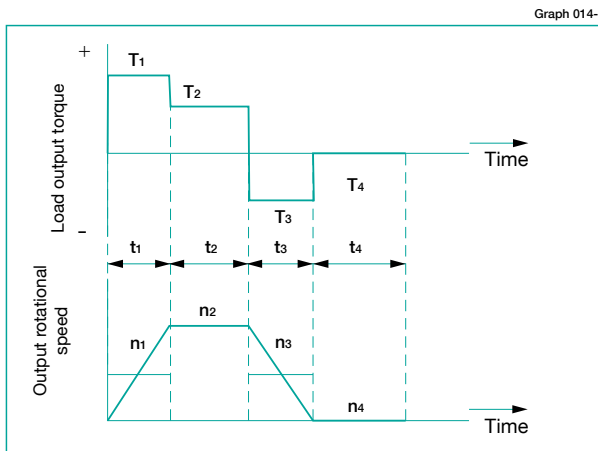 Graph 014-
+
T1
T2
Load output torque
Time
T4
T3
-
t1 t2 t3 t4
Output rotational
speed
n2
n1 n3
n4
Time